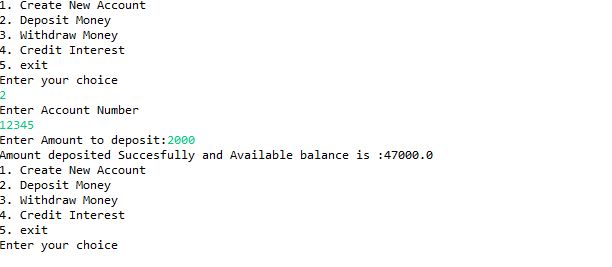 1. Create New Account
2. Deposit Money
3. Withdraw Money
4. Credit Interest
5. exit
Enter your choice
2
Enter Account Number
12345
Enter Amount to deposit:2000
Amount deposited Succesfully and Available balance is :47000.0
1. Create New Account
2. Deposit Money
3. Withdraw Money
4. Credit Interest
5. exit
Enter your choice